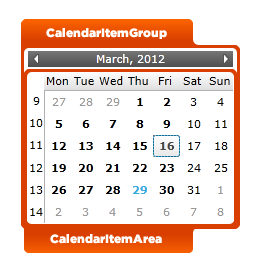 CalendarItemGroup
March, 2012
Mon Tue Wed Thu Fri Sat Sun
9 27 28 29 1 2 3 4
10 5 6 7 8 9 10 11
11 12 13 14 15 16 17 18
12 19 20 21 22 23 24 25
13 26 27 28 29 30 31 1
14 2 3 4 5 6 7 8
CalendarItemArea